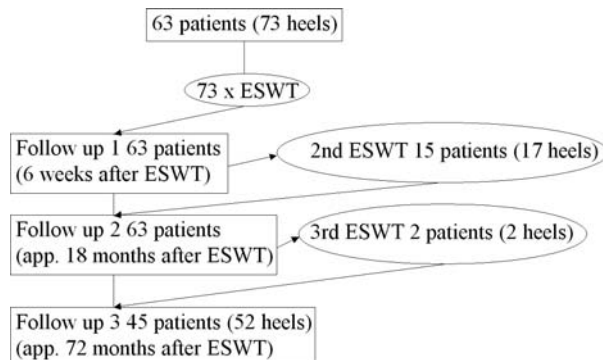 63 patients (73 heels)
73 x ESWT
Follow up 1 63 patients
(6 weeks after ESWT)
2nd ESWT 15 patients (17 heels)
Follow up 2 63 patients
(app. 18 months after ESWT)
3rd ESWT 2 patients (2 heels)
Follow up 3 45 patients (52 heels)
(app. 72 months after ESWT)